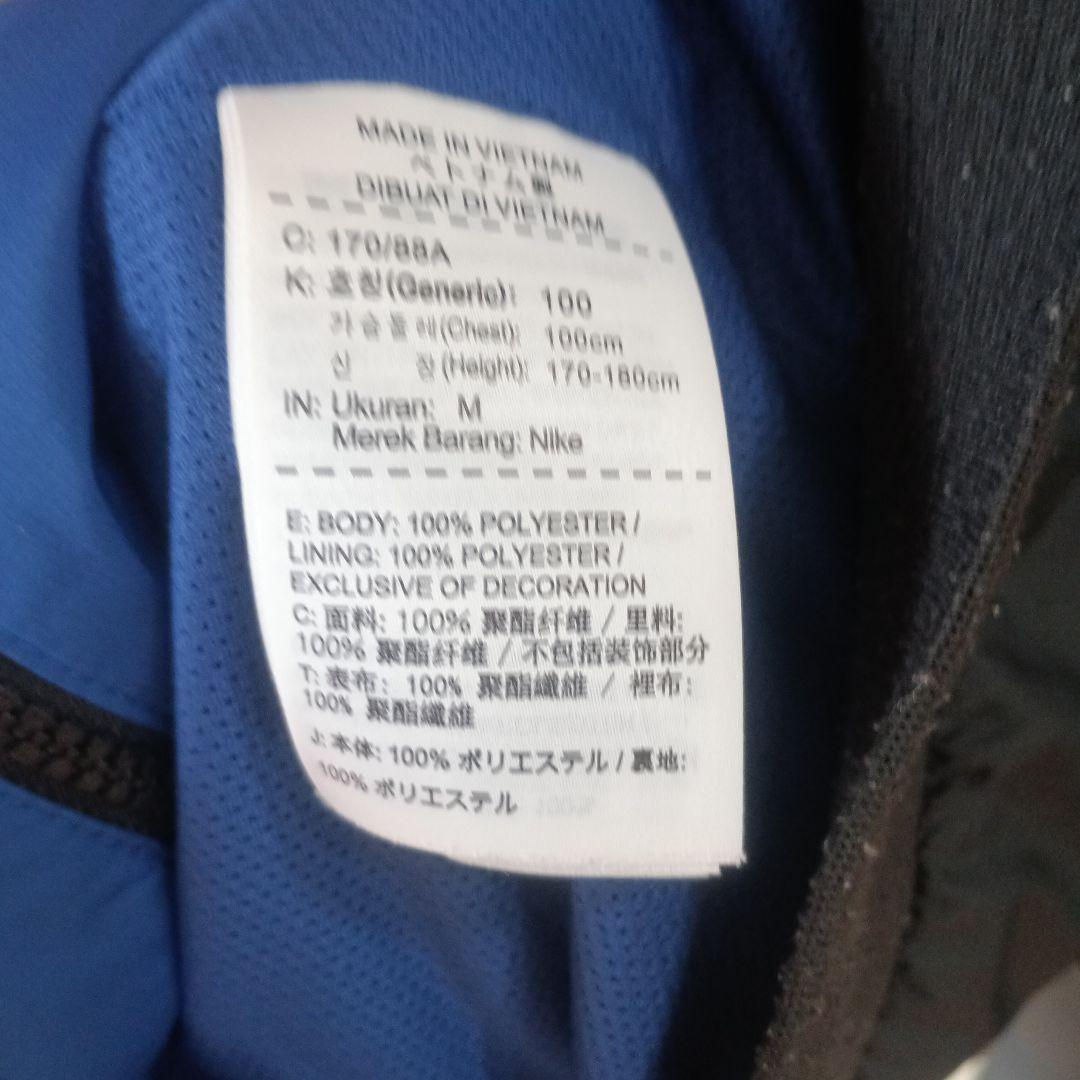 MADE IN VIETNAM
ベトナム製
DIBUAT DI VIETNAM
C: 170/88A
K: 호칭(Generic): 100
가슴둘레(Chest): 100cm
신 장(Height): 170-180cm
IN: Ukuran: M
Merek Barang: Nike
E: BODY: 100% POLYESTER /
LINING: 100% POLYESTER /
EXCLUSIVE OF DECORATION
C: 面料: 100% 聚酯纤维 / 里料:
100% 聚酯纤维 / 不包括装饰部分
T: 表布: 100% 聚酯纖維 / 裡布:
100% 聚酯纖維
J: 本体: 100% ポリエステル / 裏地:
100% ポリエステル